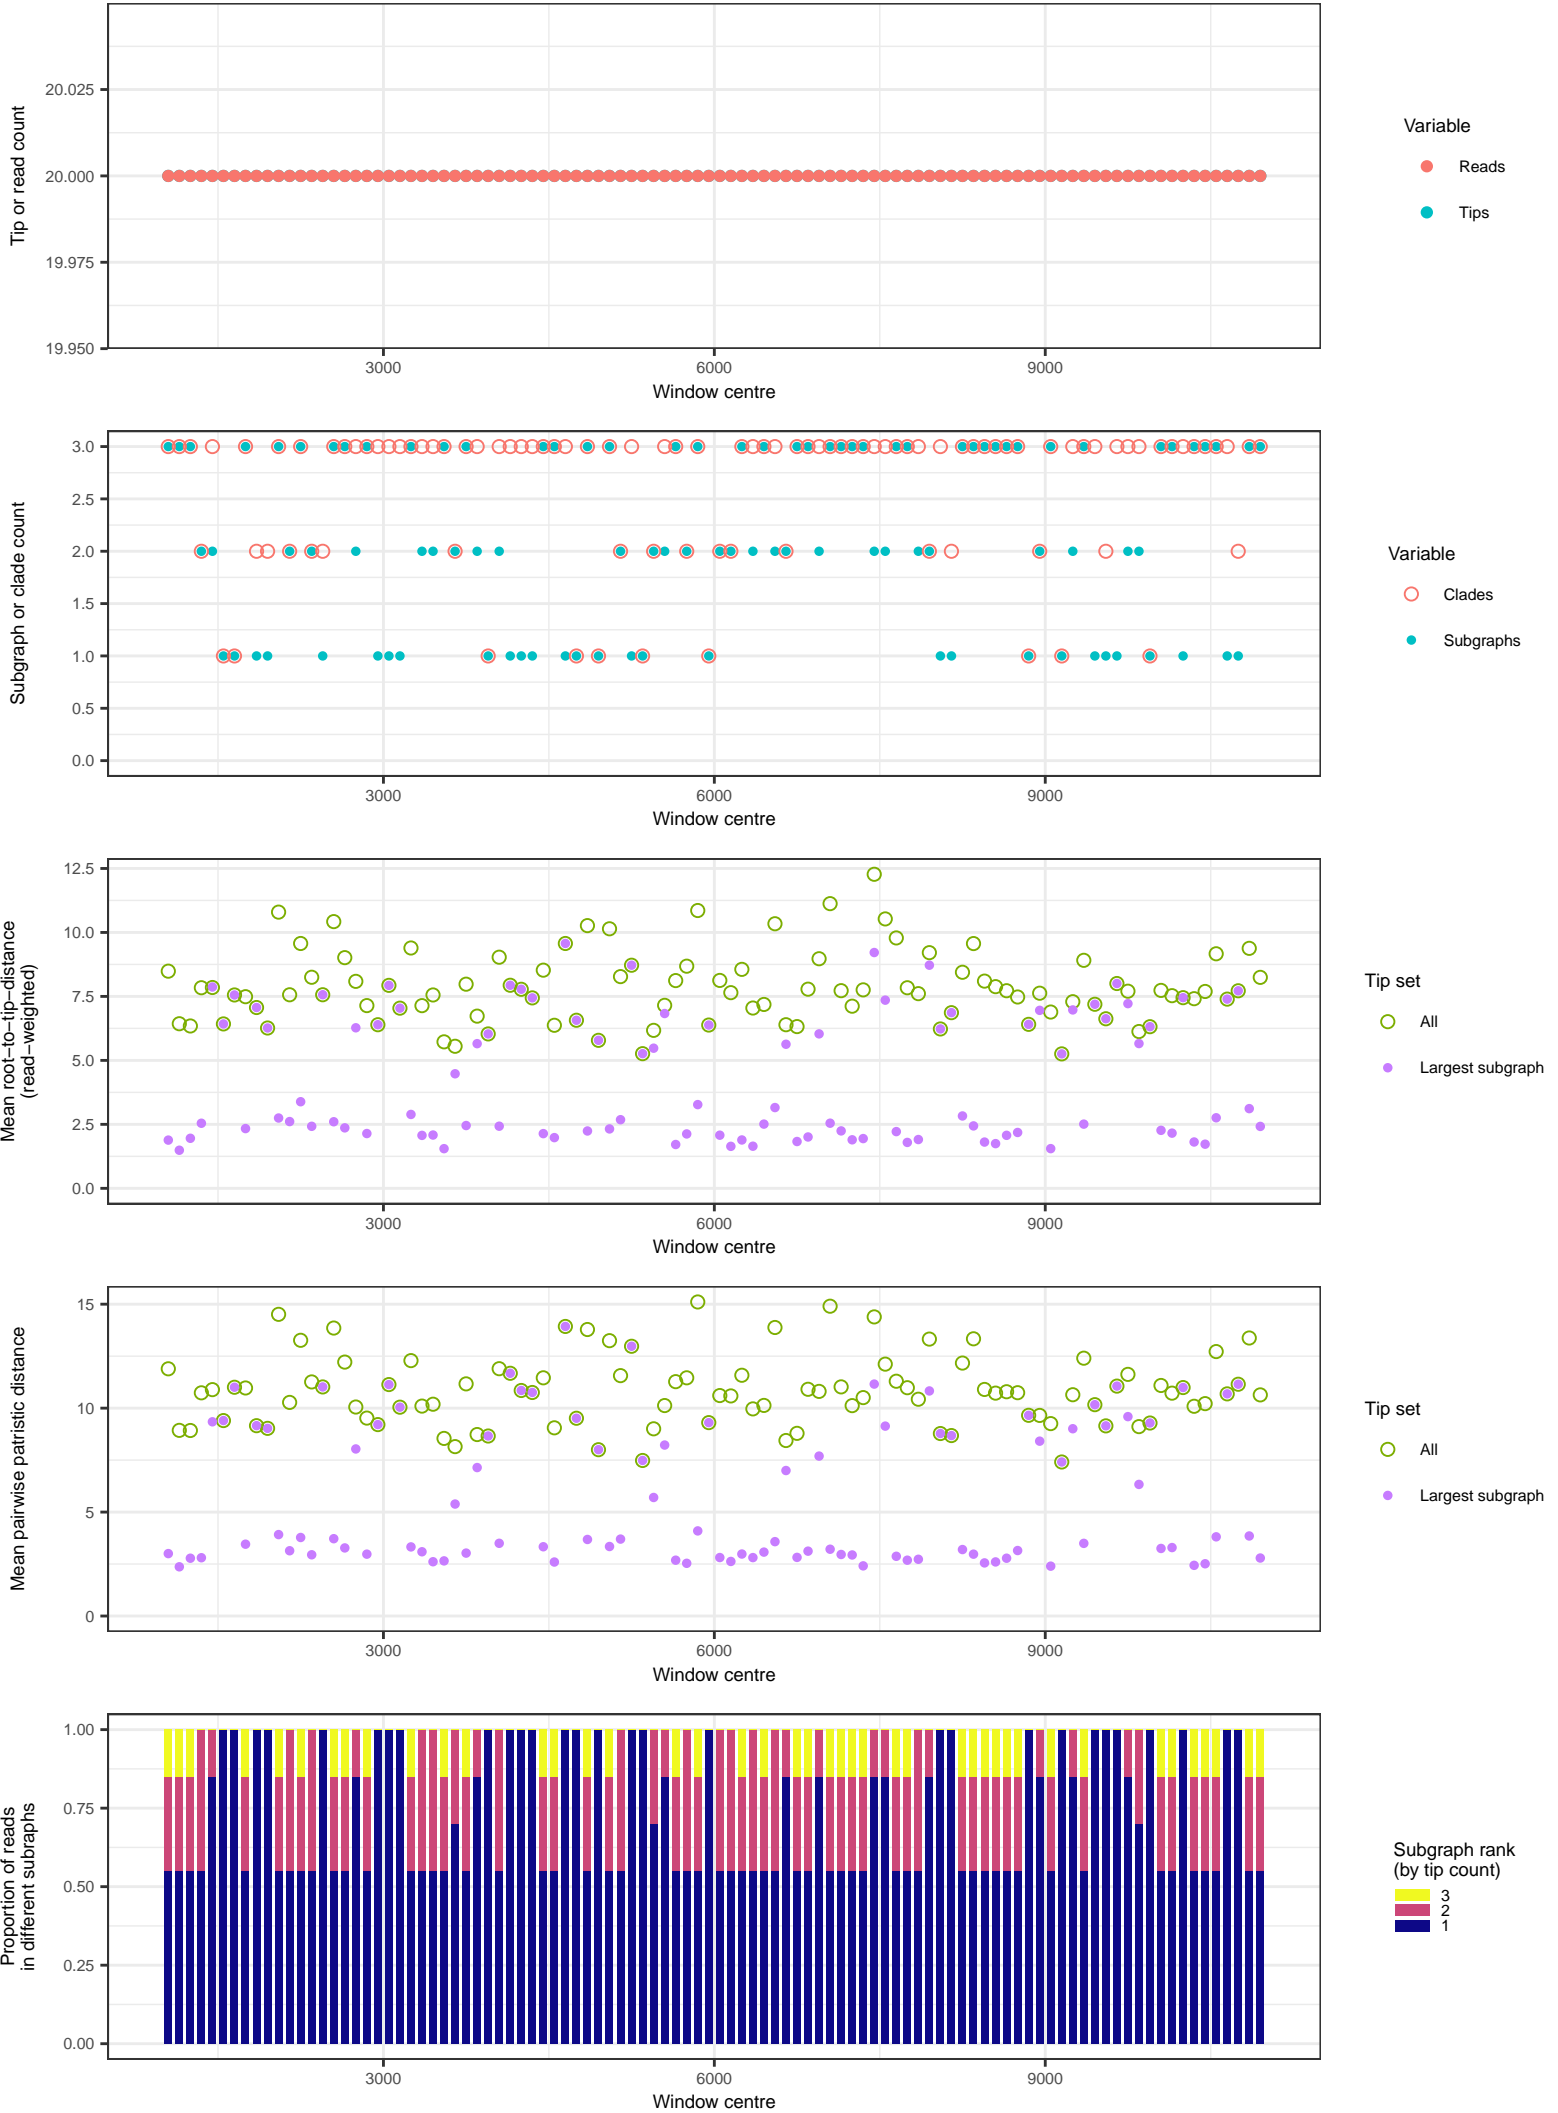 20.025
20.000
19.975
19.950
Tip or read count
3000
6000
9000
Window centre
Variable
Reads
Tips
3.0
2.5
2.0
1.5
1.0
0.5
0.0
Subgraph or clade count
3000
6000
9000
Window centre
Variable
Clades
Subgraphs
12.5
10.0
7.5
5.0
2.5
0.0
Mean root−to−tip−distance
(read−weighted)
3000
6000
9000
Window centre
Tip set
All
Largest subgraph
15
10
5
0
Mean pairwise patristic distance
3000
6000
9000
Window centre
Tip set
All
Largest subgraph
1.00
0.75
0.50
0.25
0.00
Proportion of reads
in different subraphs
3000
6000
9000
Window centre
Subgraph rank
(by tip count)
3
2
1